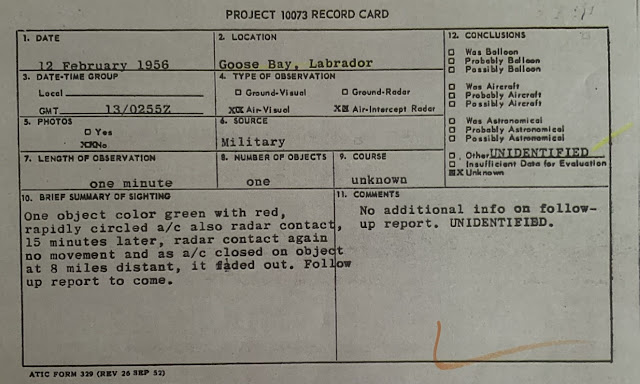 PROJECT 10073 RECORD CARD
1. DATE
12 February 1956
2. LOCATION
Goose Bay, Labrador
12. CONCLUSIONS
□ Was Balloon
□ Probably Balloon
□ Possibly Balloon
□ Was Aircraft
□ Probably Aircraft
□ Possibly Aircraft
□ Was Astronomical
□ Probably Astronomical
□ Possibly Astronomical
□ Other UNIDENTIFIED
□ Insufficient Data for Evaluation
XX Unknown
3. DATE-TIME GROUP
Local
GMT 13/0255Z
4. TYPE OF OBSERVATION
□ Ground-Visual □ Ground-Radar
XX Air-Visual XX Air-Intercept Radar
5. PHOTOS
□ Yes
XX No
6. SOURCE
Military
7. LENGTH OF OBSERVATION
one minute
8. NUMBER OF OBJECTS
one
9. COURSE
unknown
10. BRIEF SUMMARY OF SIGHTING
One object color green with red,
rapidly circled a/c also radar contact,
15 minutes later, radar contact again
no movement and as a/c closed on object
at 8 miles distant, it faded out. Follow
up report to come.
11. COMMENTS
No additional info on follow-
up report. UNIDENTIFIED.
ATIC FORM 329 (REV 26 SEP 52)